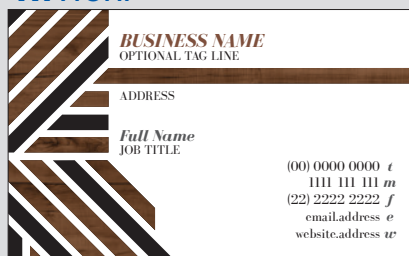 BUSINESS NAME
OPTIONAL TAG LINE
ADDRESS
Full Name
JOB TITLE
(00) 0000 0000 t
1111 111 111 m
(22) 2222 2222 f
email.address e
website.address w